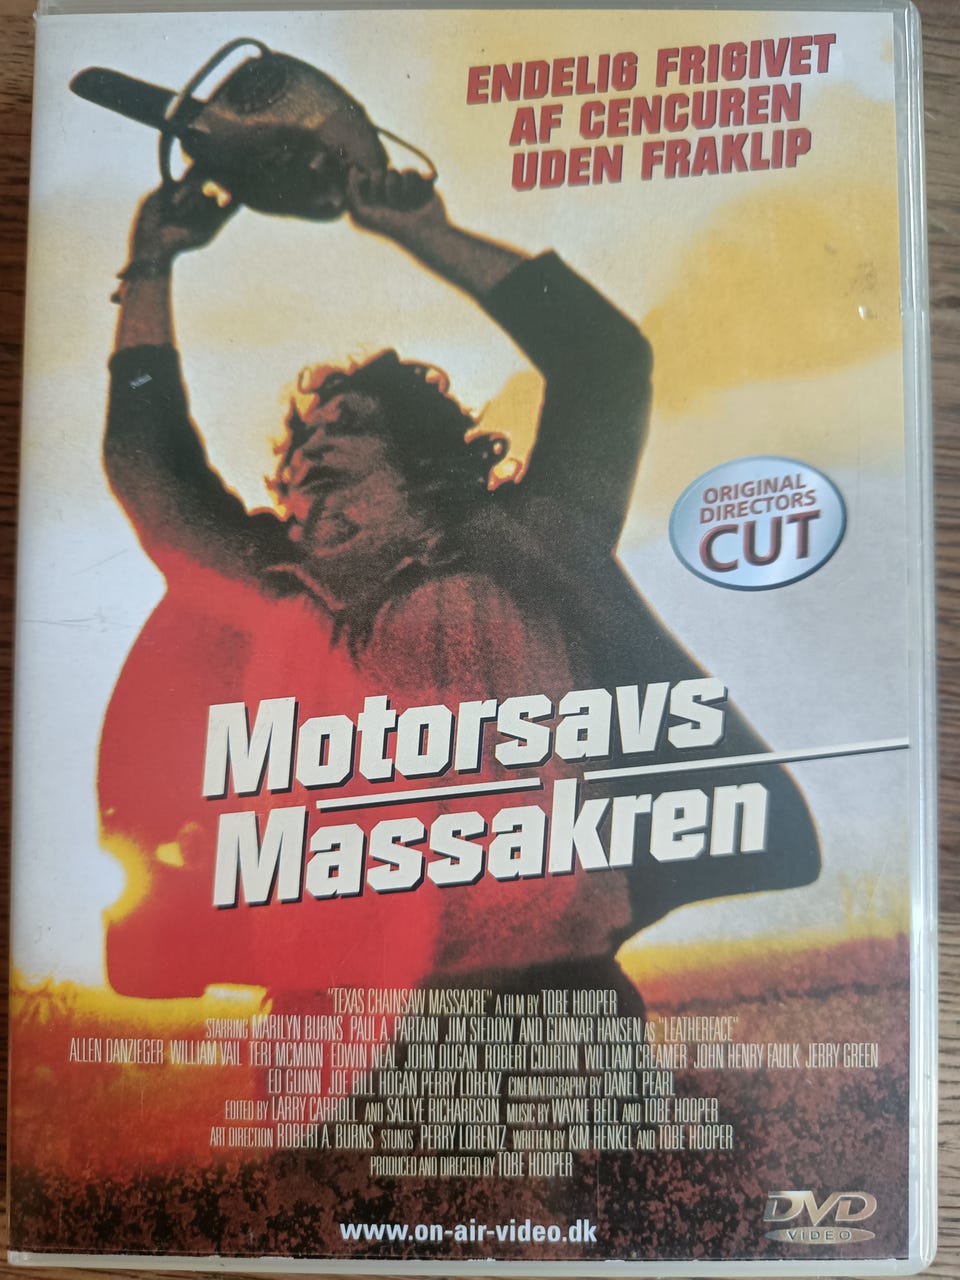 ENDELIG FRIGIVET
AF CENCUREN
UDEN FRAKLIP
ORIGINAL
DIRECTORS
CUT
Motorsavs
Massakren
"TEXAS CHAINSAW MASSACRE" A FILM BY TOBE HOOPER
STARRING MARILYN BURNS PAUL A. PARTAIN JIM SIEDOW AND GUNNAR HANSEN AS "LEATHERFACE"
ALLEN DANZIEGER WILLIAM VAIL TERI MCMINN EDWIN NEAL JOHN DUGAN ROBERT COURTIN WILLIAM CREAMER JOHN HENRY FAULK JERRY GREEN
ED GUINN JOE BILL HOGAN PERRY LORENZ CINEMATOGRAPHY BY DANEL PEARL
EDITED BY LARRY CARROLL AND SALLYE RICHARDSON MUSIC BY WAYNE BELL AND TOBE HOOPER
ART DIRECTION ROBERT A. BURNS STUNTS PERRY LORENTZ WRITTEN BY KIM HENKEL AND TOBE HOOPER
PRODUCED AND DIRECTED BY TOBE HOOPER
www.on-air-video.dk
DVD
VIDEO